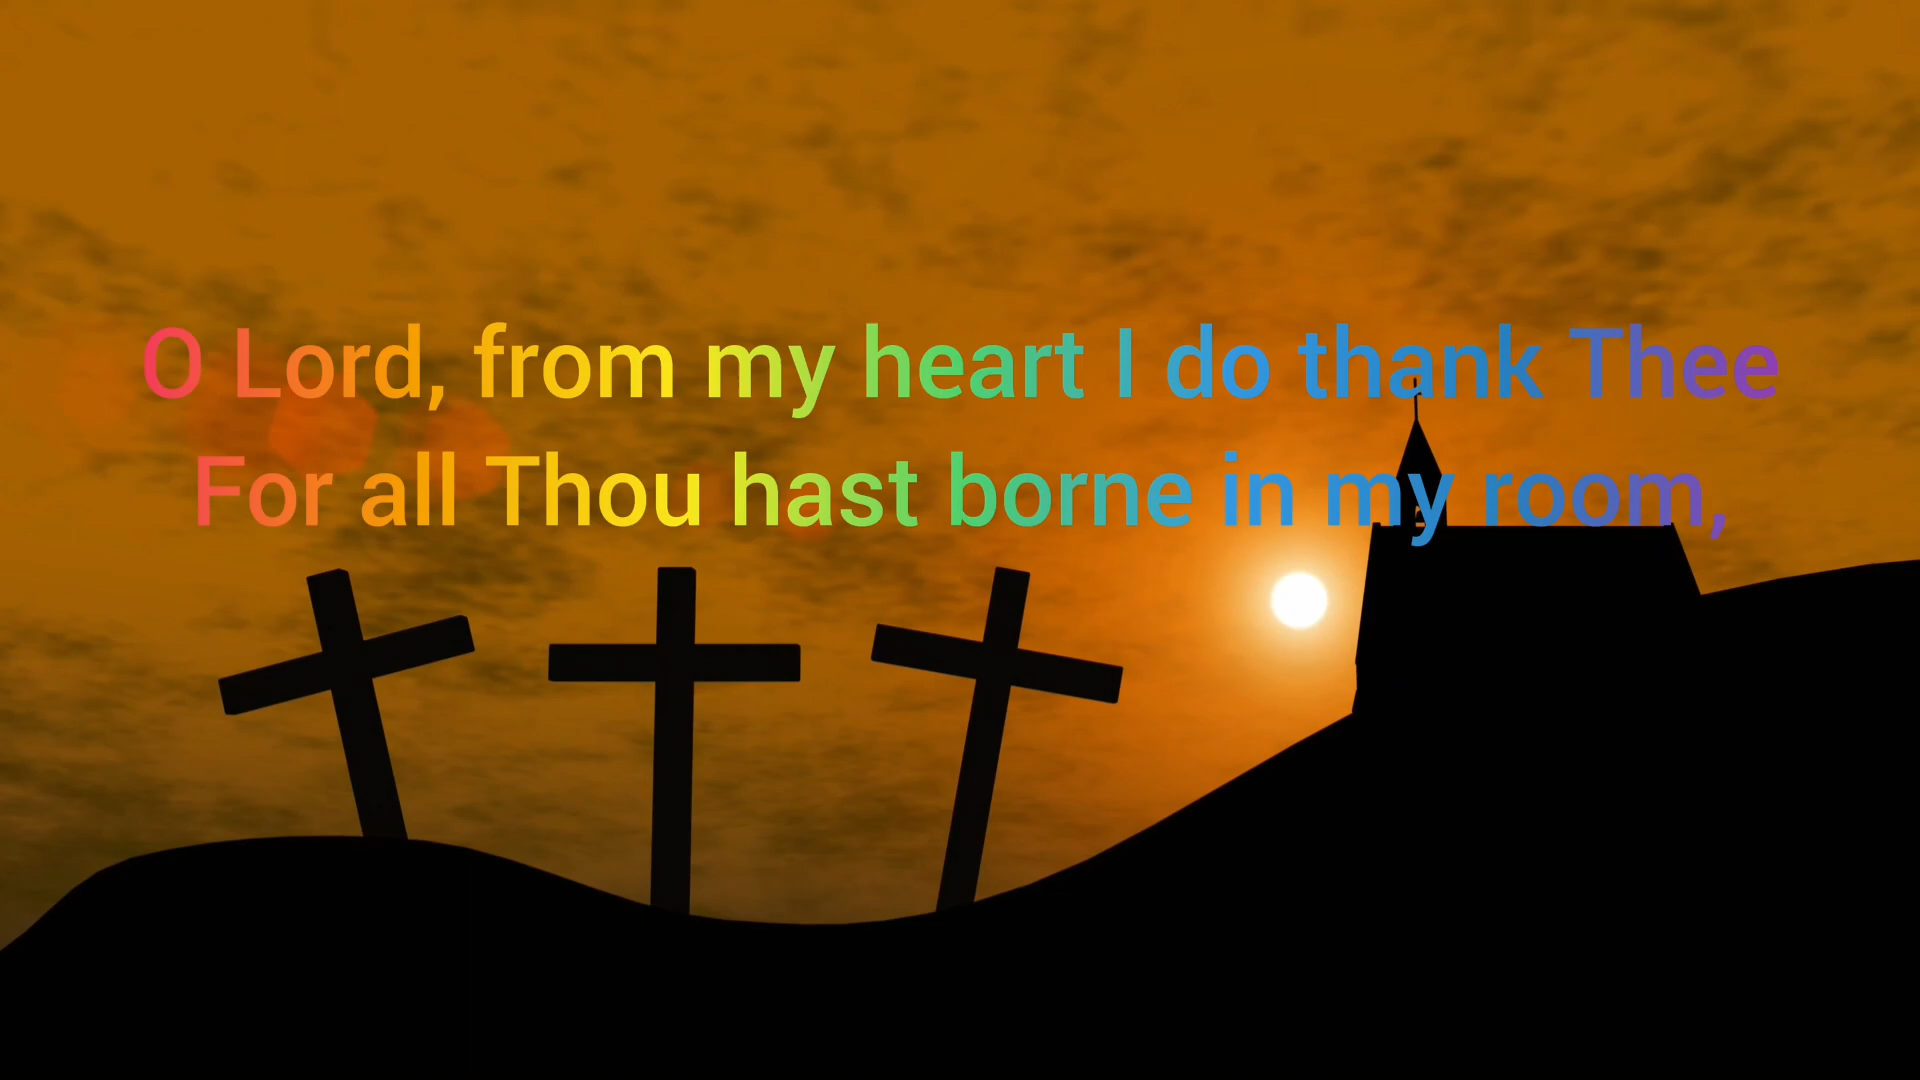 O Lord, from my heart I do thank Thee
For all Thou hast borne in my room,